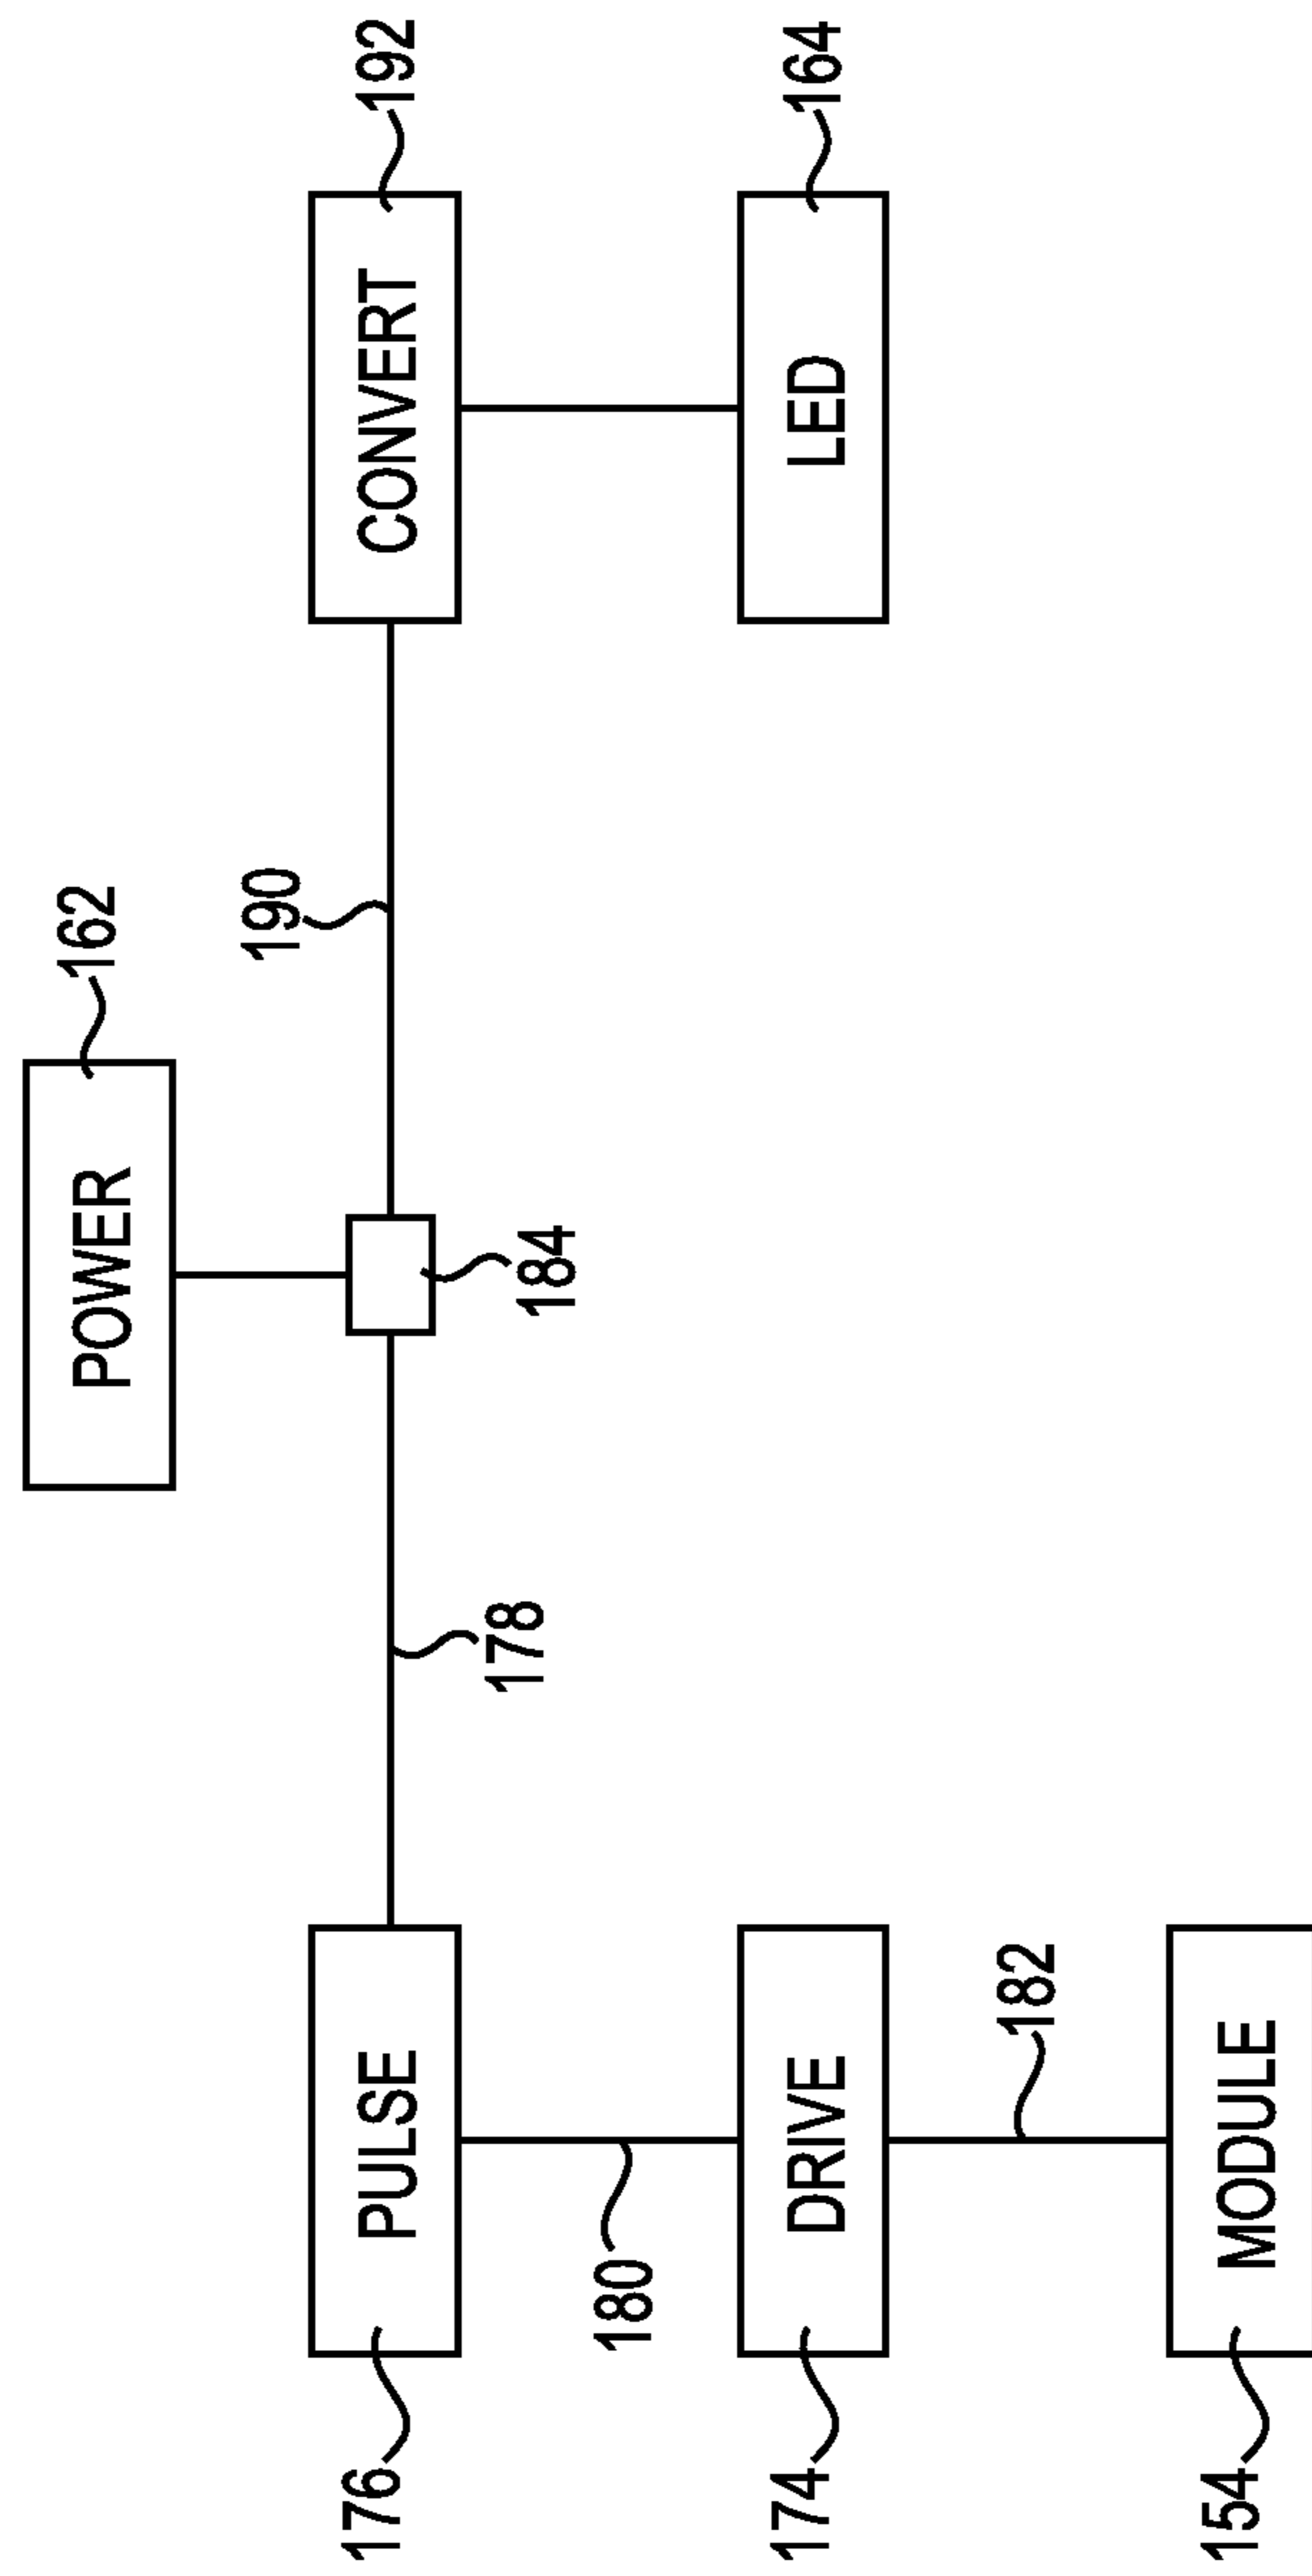 POWER
162
176
PULSE
178
184
190
CONVERT
192
180
174
DRIVE
LED
164
182
154
MODULE